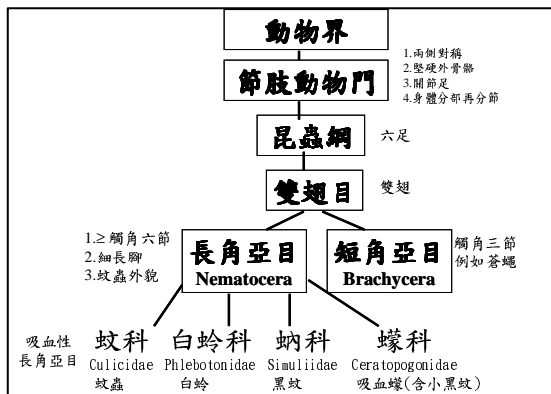 動物界
1.兩側對稱
2.堅硬外骨骼
3.關節足
4.身體分部再分節
節肢動物門
昆蟲綱
六足
雙翅目
雙翅
1.≥ 觸角六節
2.細長腳
3.蚊蟲外貌
長角亞目
Nematocera
短角亞目
Brachycera
觸角三節
例如蒼蠅
吸血性
長角亞目
蚊科
Culicidae
蚊蟲
白蛉科
Phlebotonidae
白蛉
蚋科
Simuliidae
黑蚊
蠓科
Ceratopogonidae
吸血蠓(含小黑蚊)